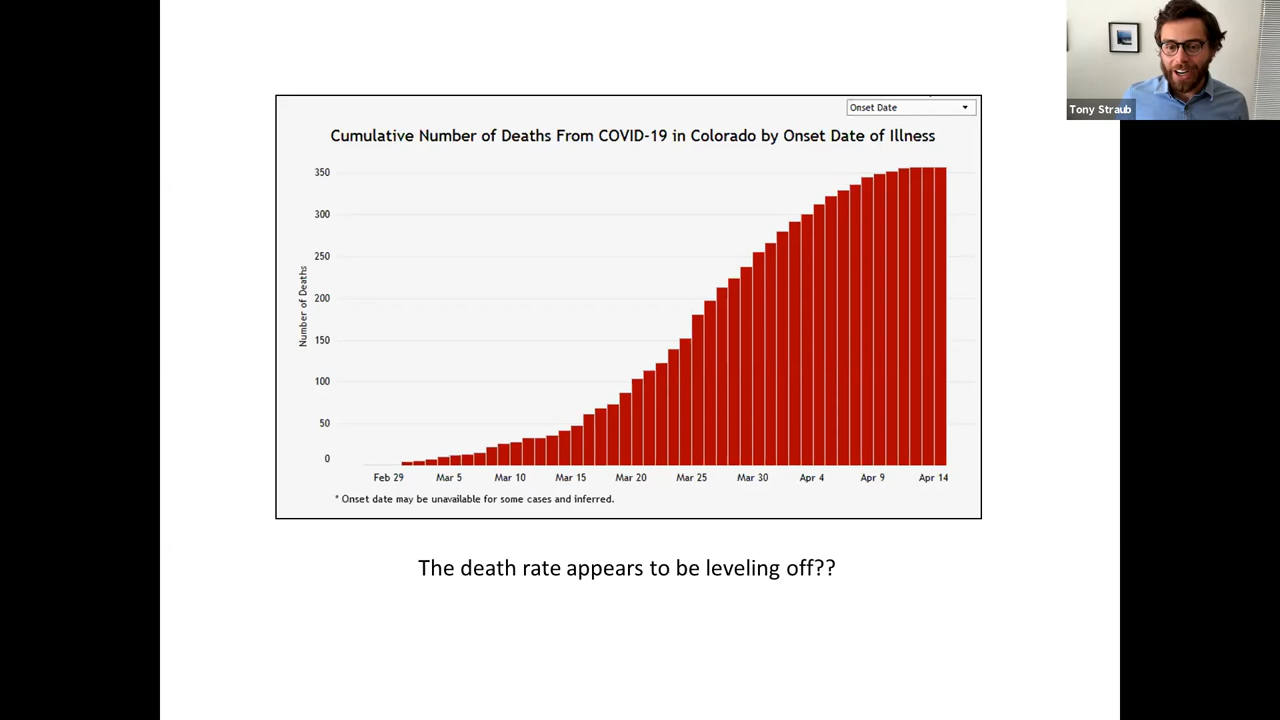 Tony Straub
Onset Date
Cumulative Number of Deaths From COVID-19 in Colorado by Onset Date of Illness
350
300
250
200
150
100
50
0
Number of Deaths
Feb 29 Mar 5 Mar 10 Mar 15 Mar 20 Mar 25 Mar 30 Apr 4 Apr 9 Apr 14
* Onset date may be unavailable for some cases and inferred.
The death rate appears to be leveling off??